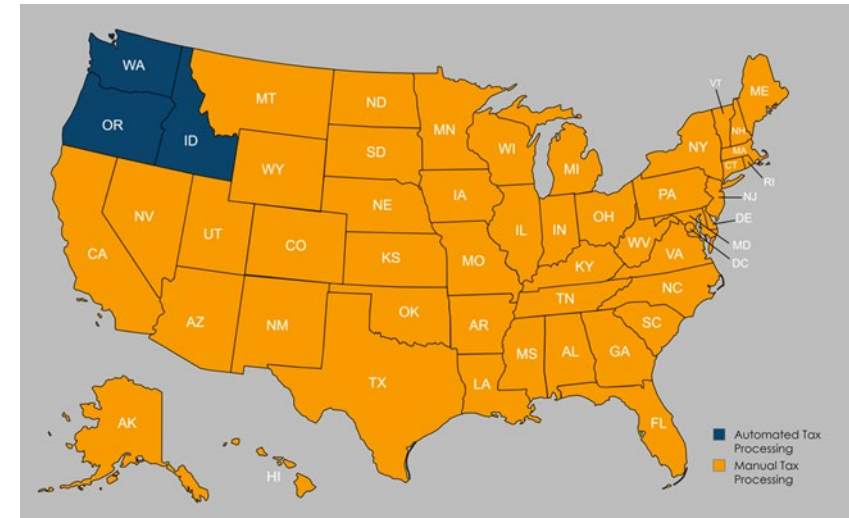 WA
OR
ID
MT
ND
MN
WI
MI
VT
ME
NH
NY
MA
CT
RI
SD
WY
NE
IA
PA
NJ
DE
MD
DC
NV
UT
CO
CA
KS
MO
IL
IN
OH
WV
VA
KY
NC
TN
AZ
NM
OK
AR
SC
MS
AL
GA
TX
LA
FL
AK
HI
Automated Tax
Processing
Manual Tax
Processing